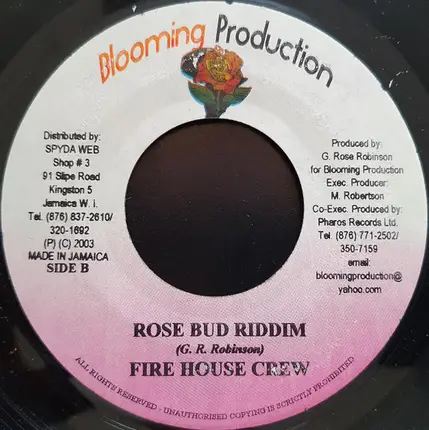 Blooming Production
Distributed by:
SPYDA WEB
Shop # 3
91 Slipe Road
Kingston 5
Jamaica W. i.
Tel. (876) 837-2610/
320-1692
(P) (C) 2003
MADE IN JAMAICA
SIDE B
Produced by:
G. Rose Robinson
for Blooming Production
Exec. Producer:
M. Robertson
Co-Exec. Produced by:
Pharos Records Ltd.
Tel. (876) 771-2502/
350-7159
email:
bloomingproduction@
yahoo.com
ROSE BUD RIDDIM
(G. R. Robinson)
FIRE HOUSE CREW
ALL RIGHTS RESERVED - UNAUTHORISED COPYING IS STRICTLY PROHIBITED